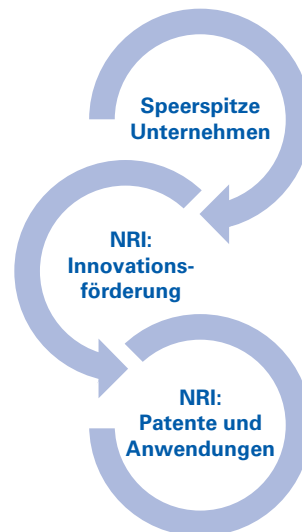 Speerspitze
Unternehmen
NRI:
Innovations-
förderung
NRI:
Patente und
Anwendungen